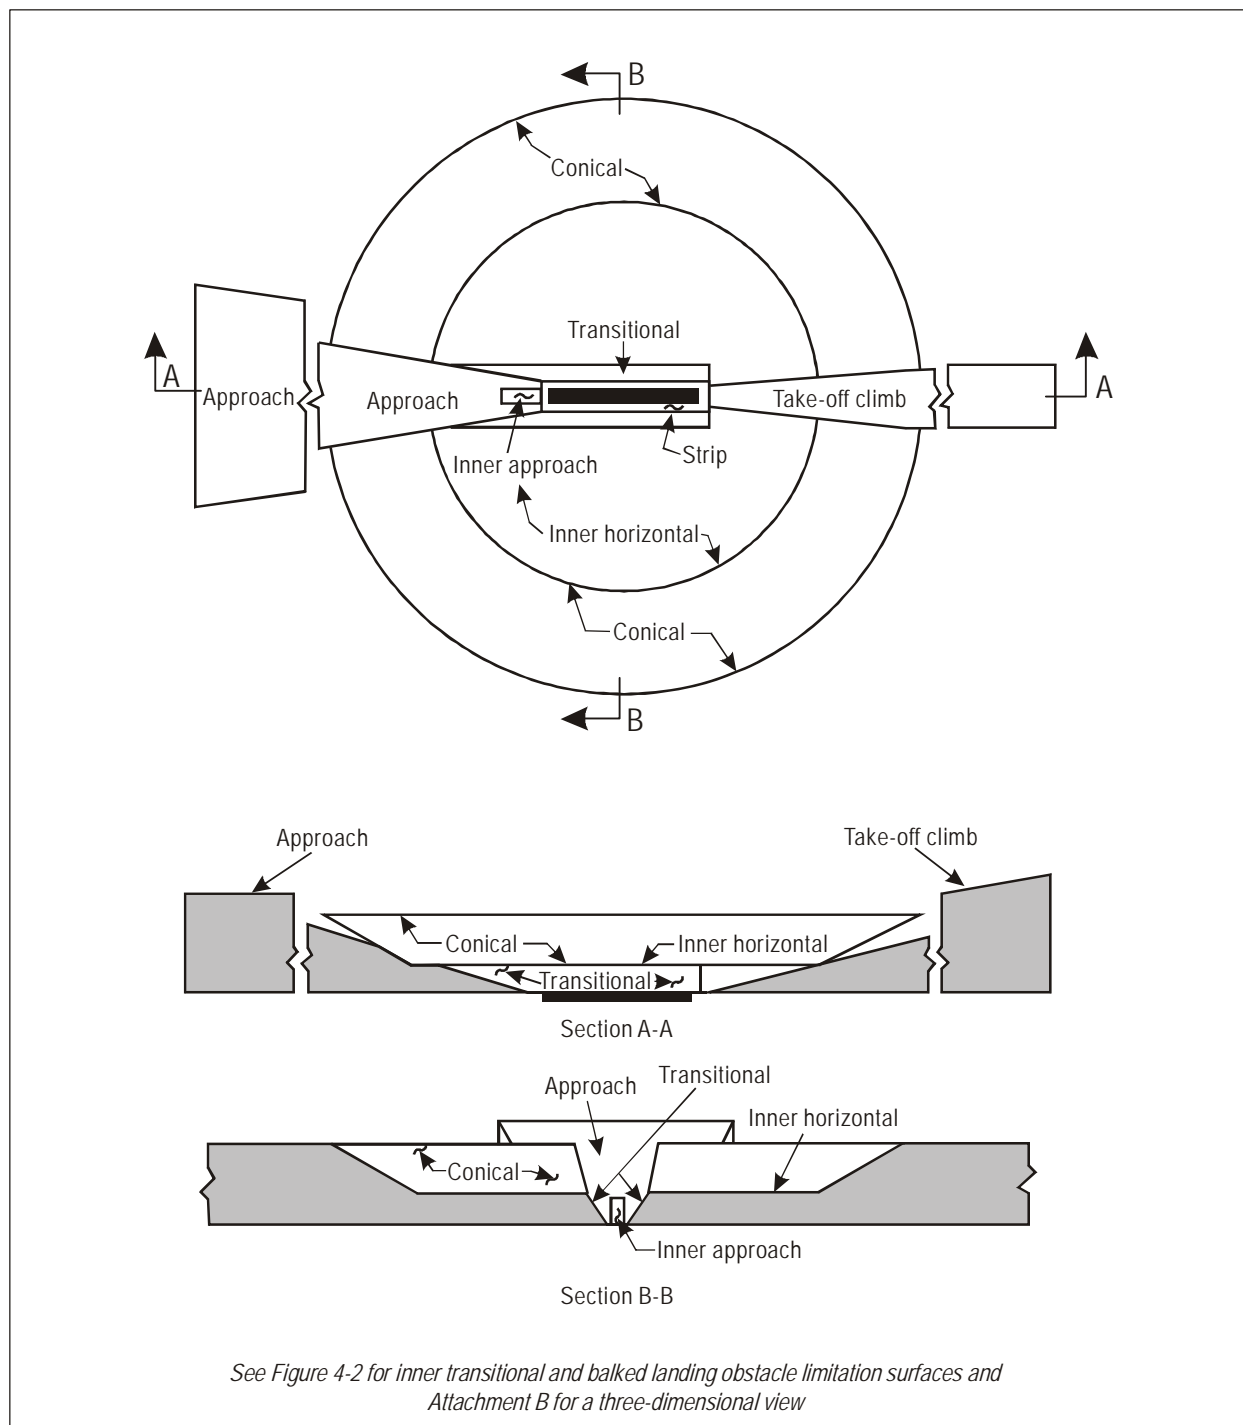 B
Conical
Transitional
A
Approach
Approach
Take-off climb
A
Inner approach
Strip
Inner horizontal
Conical
B
Approach
Take-off climb
Conical
Inner horizontal
Transitional
Section A-A
Transitional
Approach
Inner horizontal
Conical
Inner approach
Section B-B
See Figure 4-2 for inner transitional and balked landing obstacle limitation surfaces and
Attachment B for a three-dimensional view